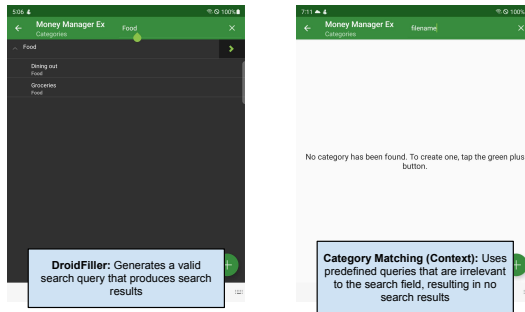 5:06
100%
Money Manager Ex
Categories
Food
Food
Dining out
Food
Groceries
Food
DroidFiller: Generates a valid
search query that produces search
results
7:11
100%
Money Manager Ex
Categories
filename
No category has been found. To create one, tap the green plus
button.
Category Matching (Context): Uses
predefined queries that are irrelevant
to the search field, resulting in no
search results